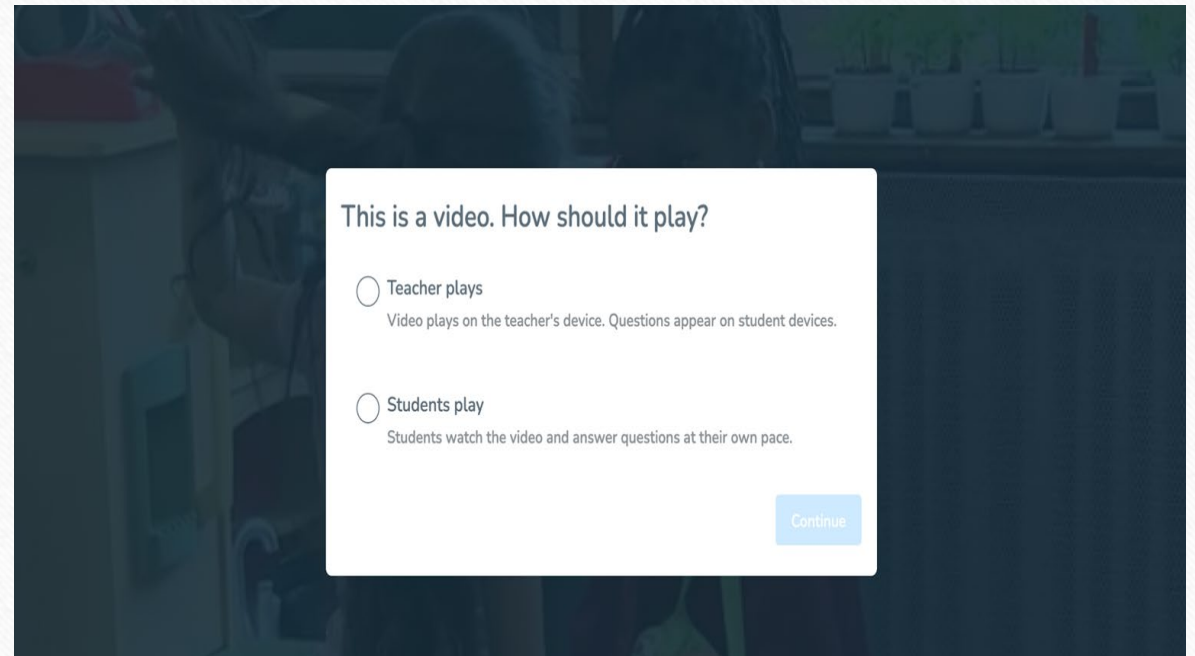 This is a video. How should it play?
Teacher plays
Video plays on the teacher's device. Questions appear on student devices.
Students play
Students watch the video and answer questions at their own pace.
Continue